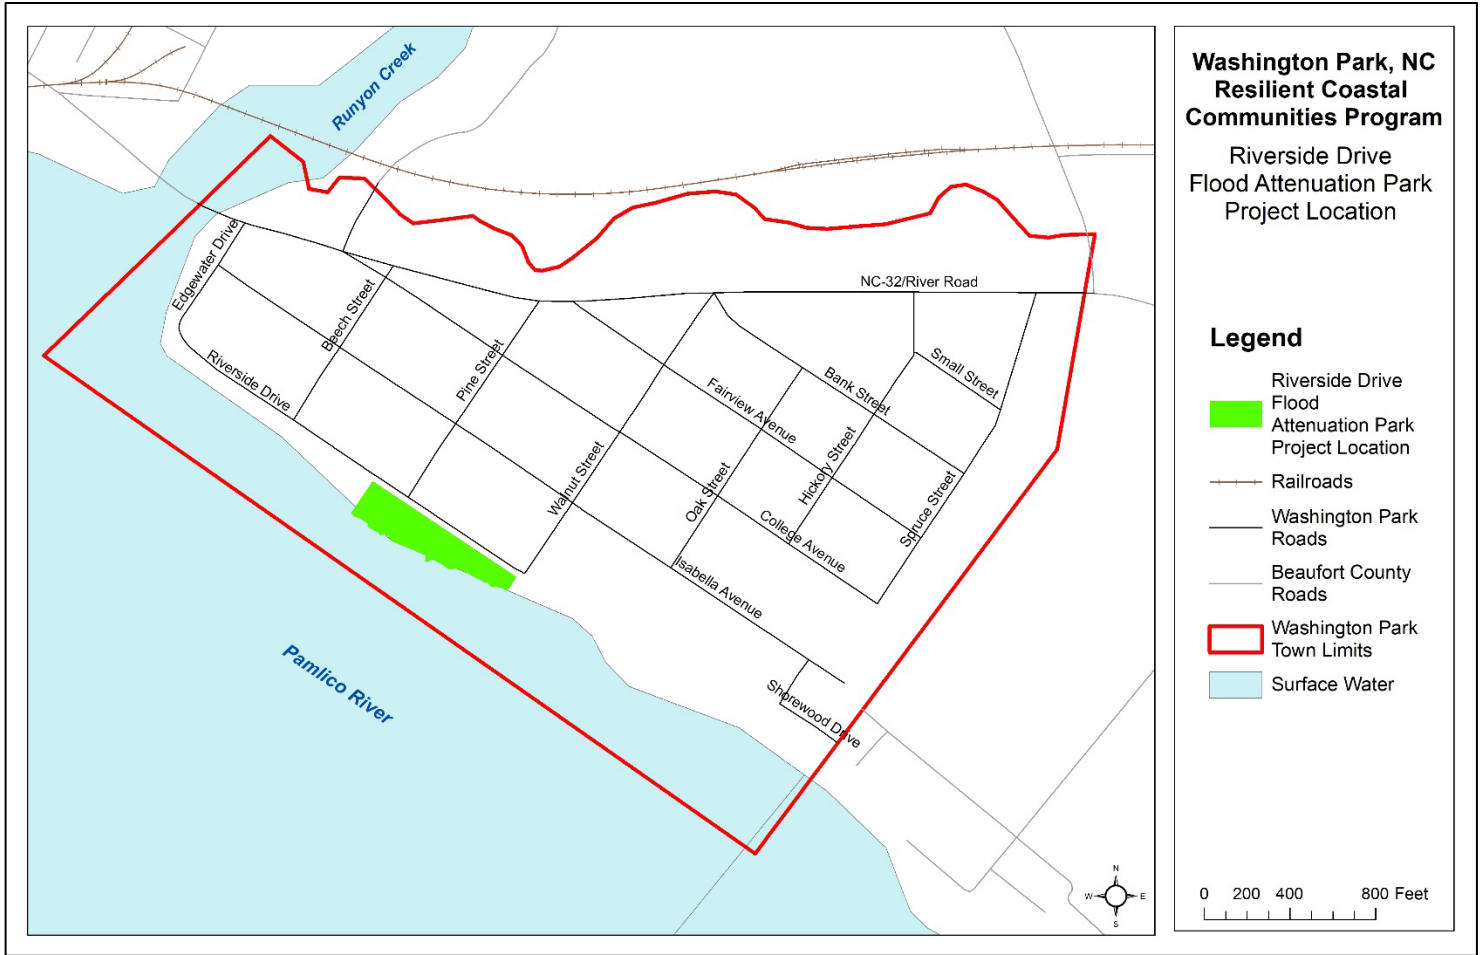 Runyon Creek
Edgewater Drive
Beech Street
Pine Street
Riverside Drive
NC-32/River Road
Small Street
Bank Street
Fairview Avenue
Hickory Street
Walnut Street
Oak Street
College Avenue
Spruce Street
Isabella Avenue
Shorewood Drive
Pamlico River
N
W
E
S
Washington Park, NC
Resilient Coastal
Communities Program
Riverside Drive
Flood Attenuation Park
Project Location
Legend
Riverside Drive
Flood
Attenuation Park
Project Location
Railroads
Washington Park
Roads
Beaufort County
Roads
Washington Park
Town Limits
Surface Water
0 200 400 800 Feet